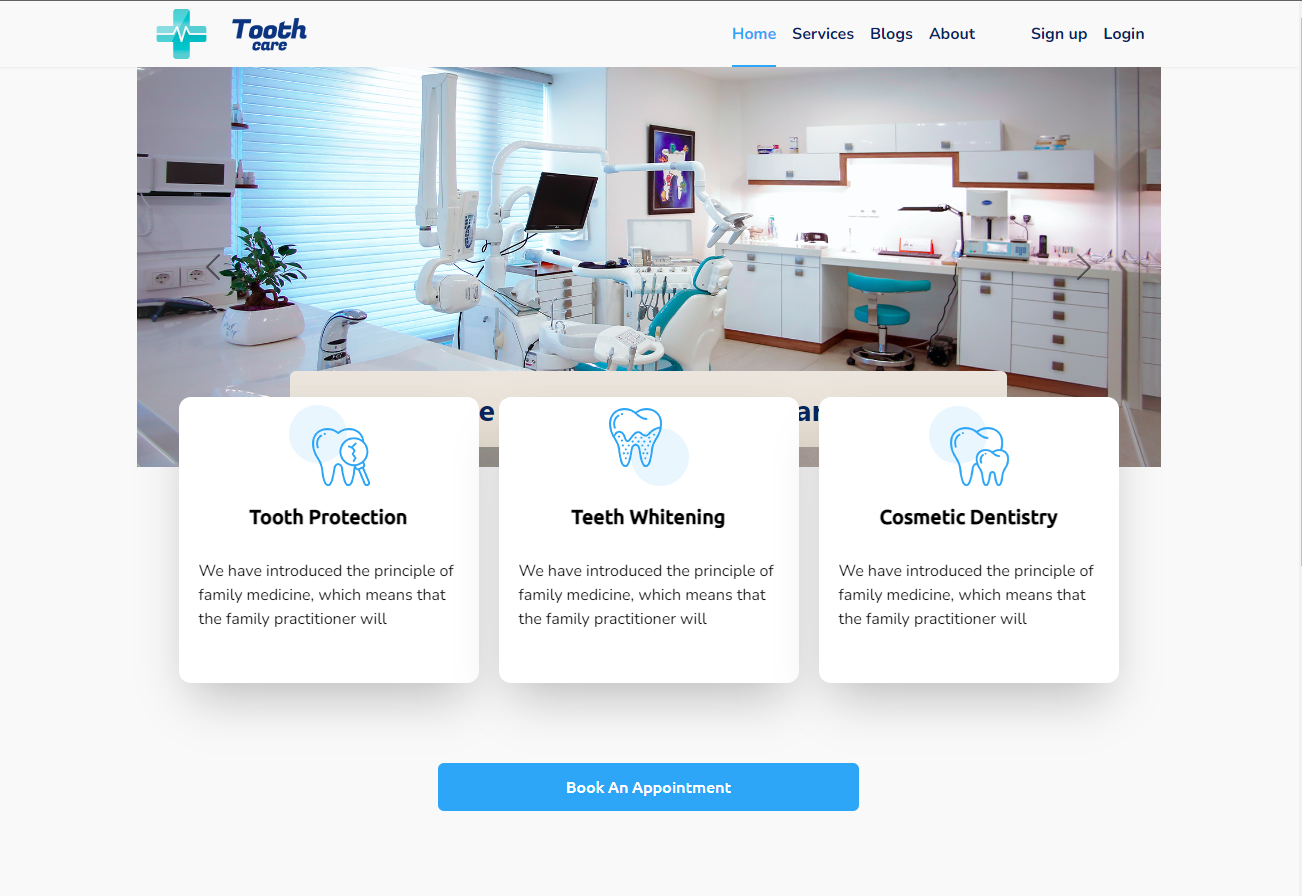 Tooth
care
Home Services Blogs About Sign up Login
Tooth Protection
We have introduced the principle of
family medicine, which means that
the family practitioner will
Teeth Whitening
We have introduced the principle of
family medicine, which means that
the family practitioner will
Cosmetic Dentistry
We have introduced the principle of
family medicine, which means that
the family practitioner will
Book An Appointment